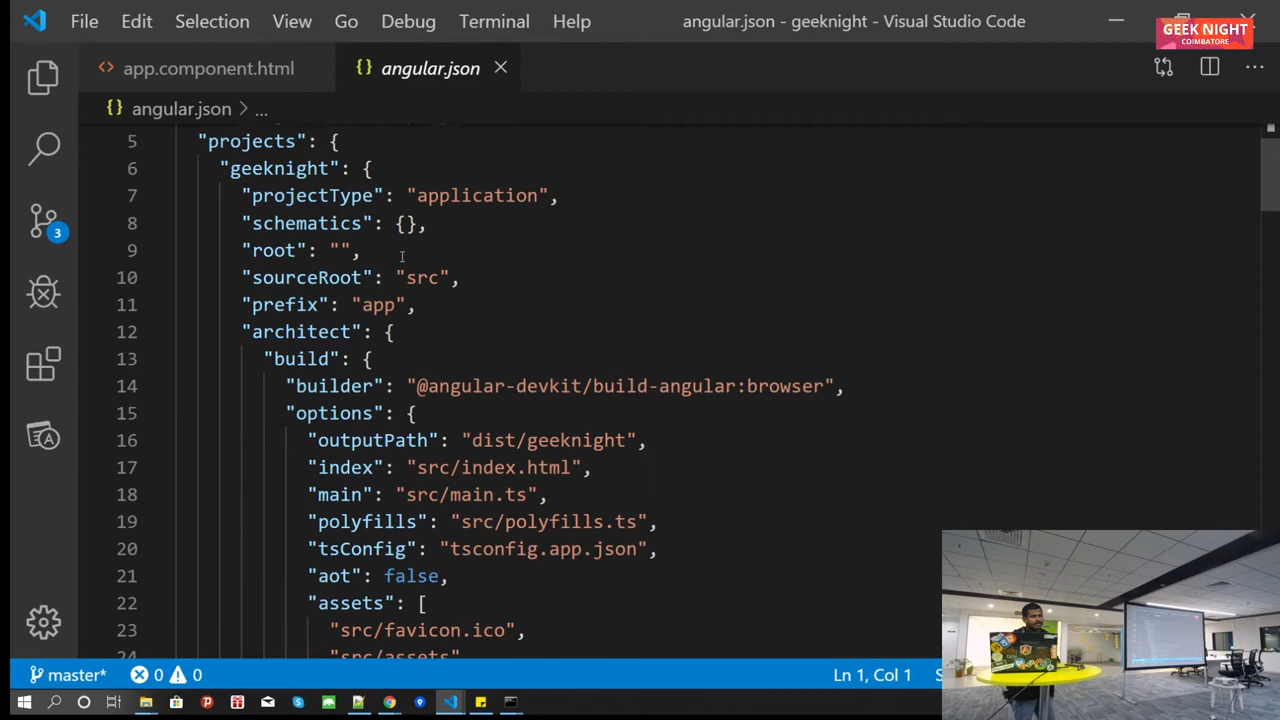 File Edit Selection View Go Debug Terminal Help angular.json - geeknight - Visual Studio Code
GEEK NIGHT
COIMBATORE
app.component.html {} angular.json
{} angular.json > ...
5 "projects": {
6 "geeknight": {
7 "projectType": "application",
8 "schematics": {},
9 "root": "",
10 "sourceRoot": "src",
11 "prefix": "app",
12 "architect": {
13 "build": {
14 "builder": "@angular-devkit/build-angular:browser",
15 "options": {
16 "outputPath": "dist/geeknight",
17 "index": "src/index.html",
18 "main": "src/main.ts",
19 "polyfills": "src/polyfills.ts",
20 "tsConfig": "tsconfig.app.json",
21 "aot": false,
22 "assets": [
23 "src/favicon.ico",
24 "src/assets"
3
master* 0 0 Ln 1, Col 1